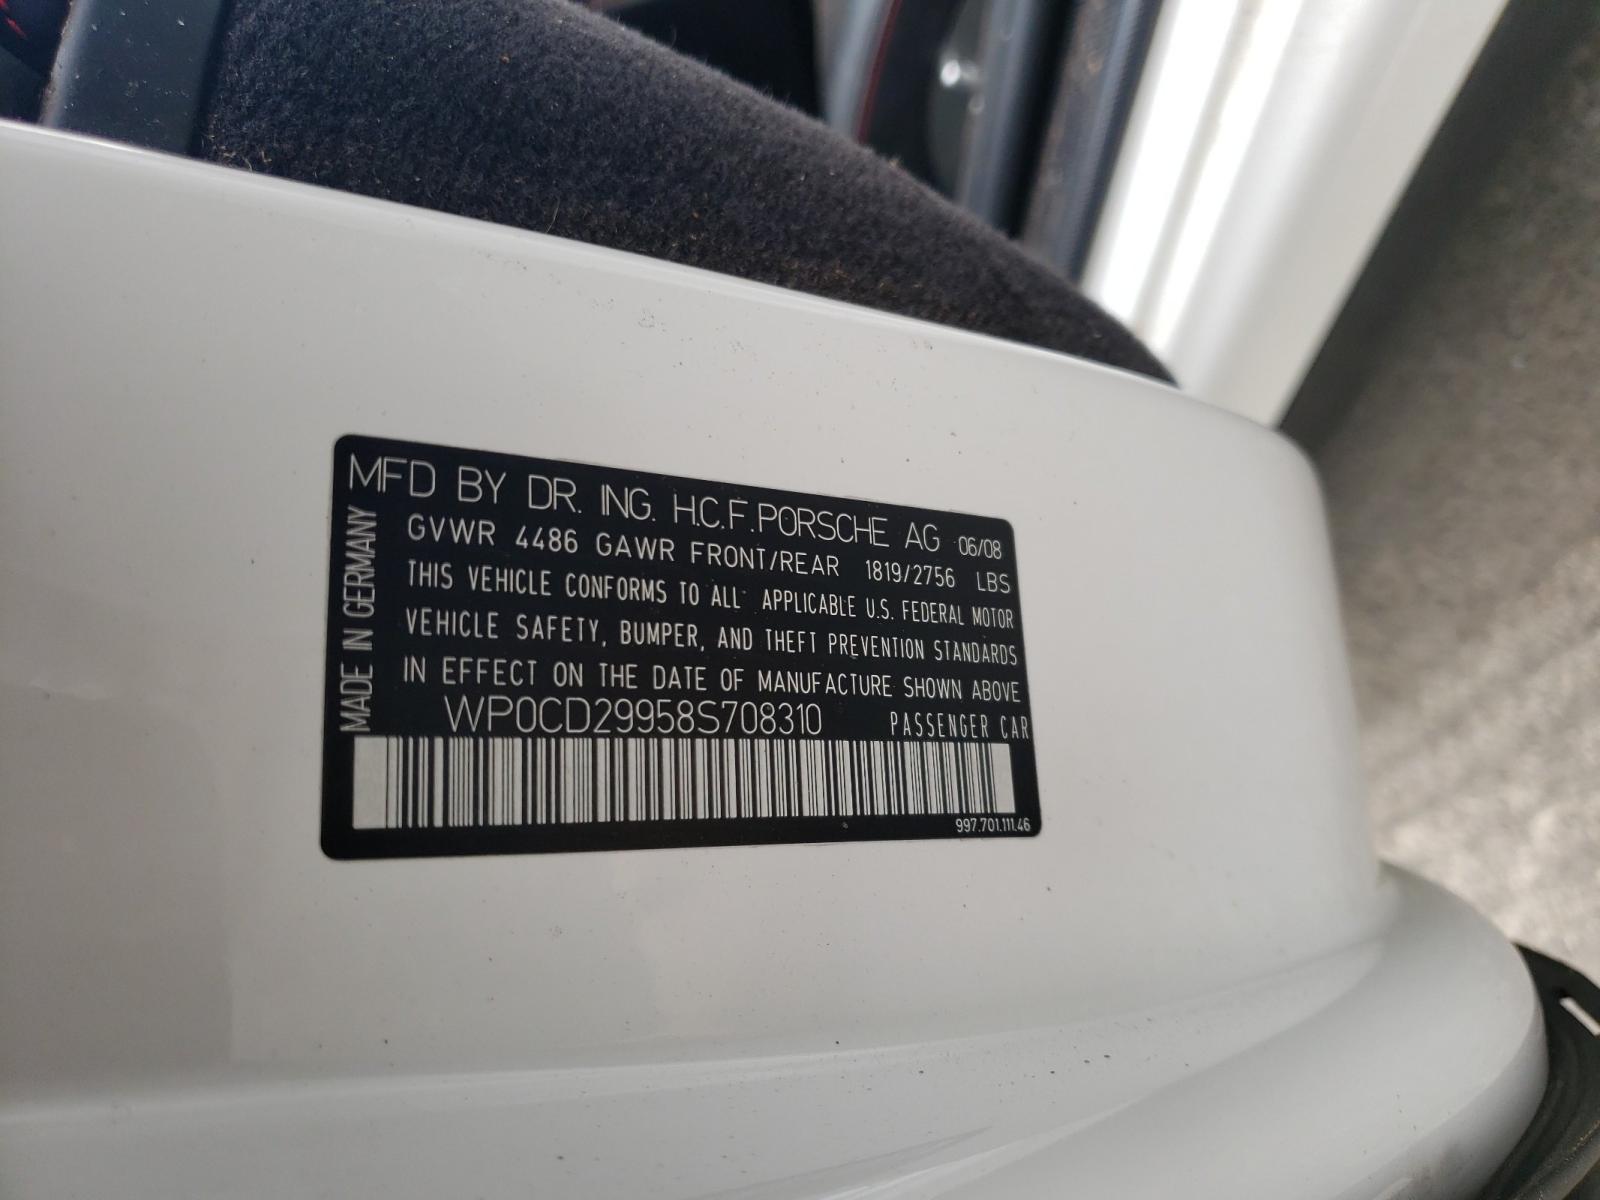 MFD BY DR. ING. H.C.F.PORSCHE AG 06/08
GVWR 4486 GAWR FRONT/REAR 1819/2756 LBS
THIS VEHICLE CONFORMS TO ALL APPLICABLE U.S. FEDERAL MOTOR
VEHICLE SAFETY, BUMPER, AND THEFT PREVENTION STANDARDS
IN EFFECT ON THE DATE OF MANUFACTURE SHOWN ABOVE
WP0CD29958S708310 PASSENGER CAR
997.701.111.46
MADE IN GERMANY